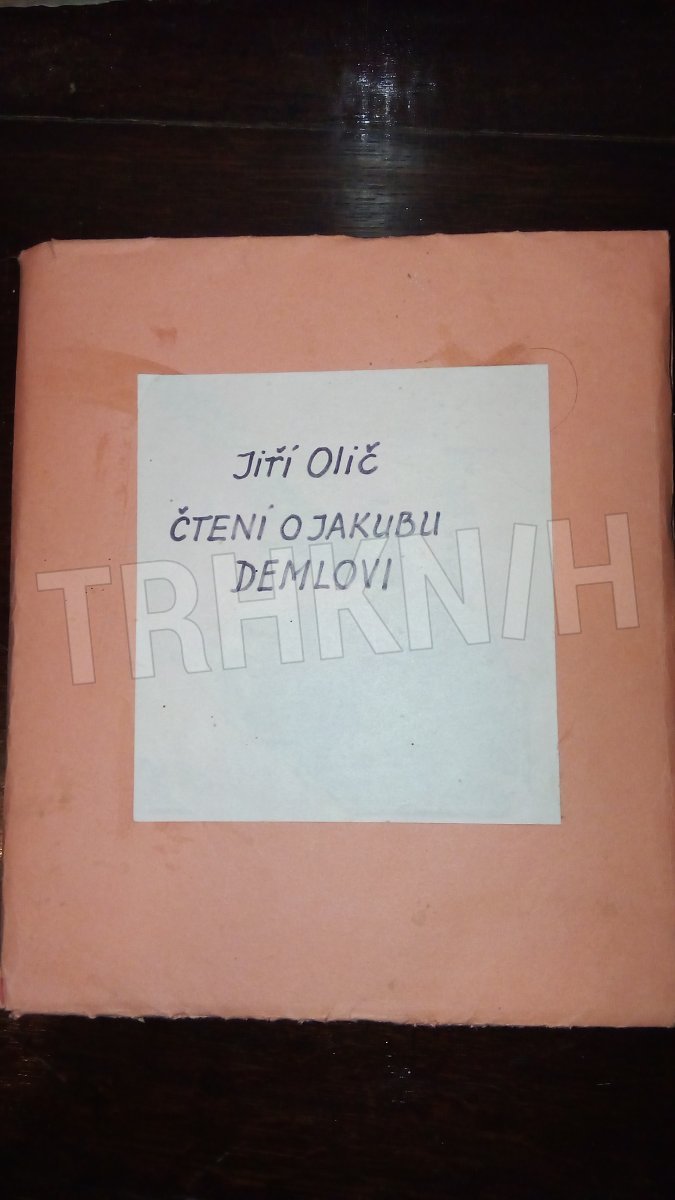 Jiří Olič
ČTENÍ O JAKUBU
DEMLOVI
TRHKNIH